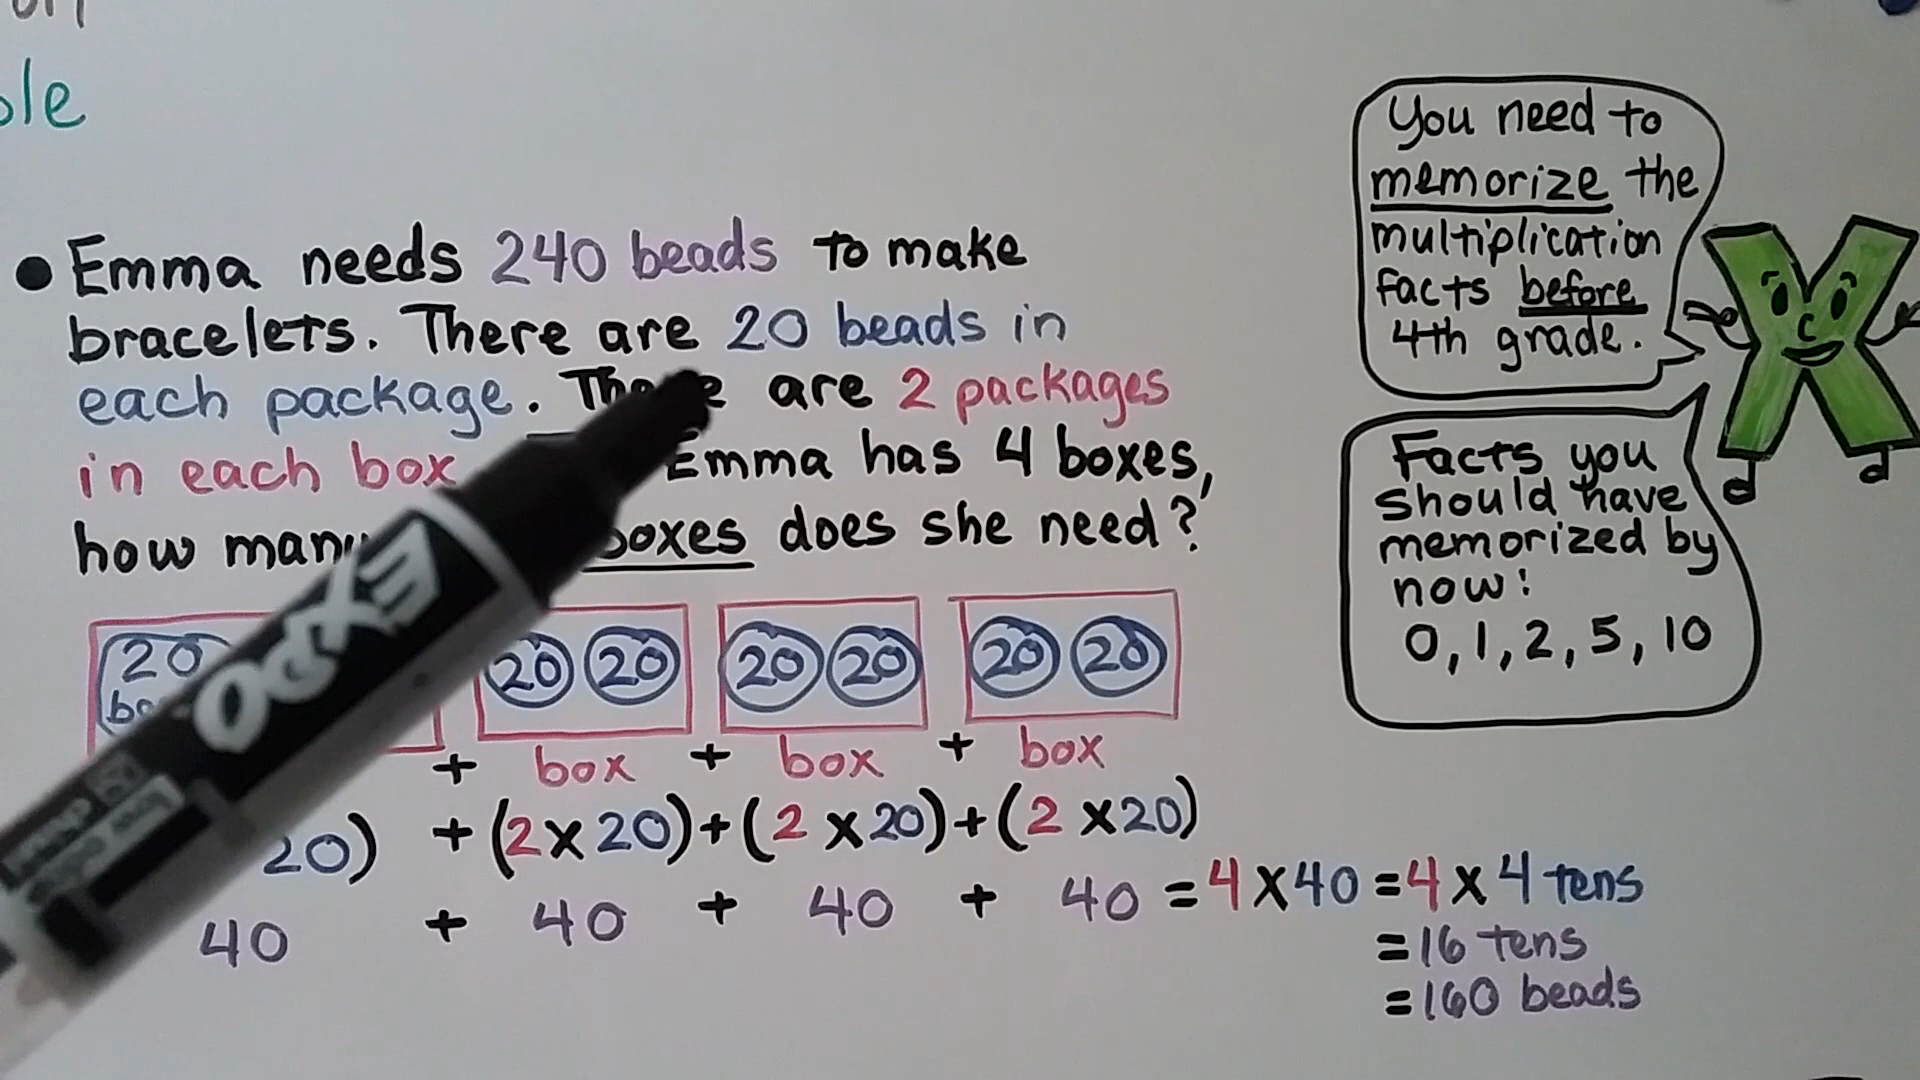 ole
Emma needs 240 beads to make
bracelets. There are 20 beads in
each package. There are 2 packages
in each box Emma has 4 boxes,
how many boxes does she need?
20 20 20 20 20 20 20
+ box + box + box
20) + (2 x 20) + (2 x 20) + (2 x 20)
40 + 40 + 40 + 40 = 4 x 40 = 4 x 4 tens
= 16 tens
= 160 beads
You need to
memorize the
multiplication
facts before
4th grade.
Facts you
should have
memorized by
now:
0, 1, 2, 5, 10
EXPO